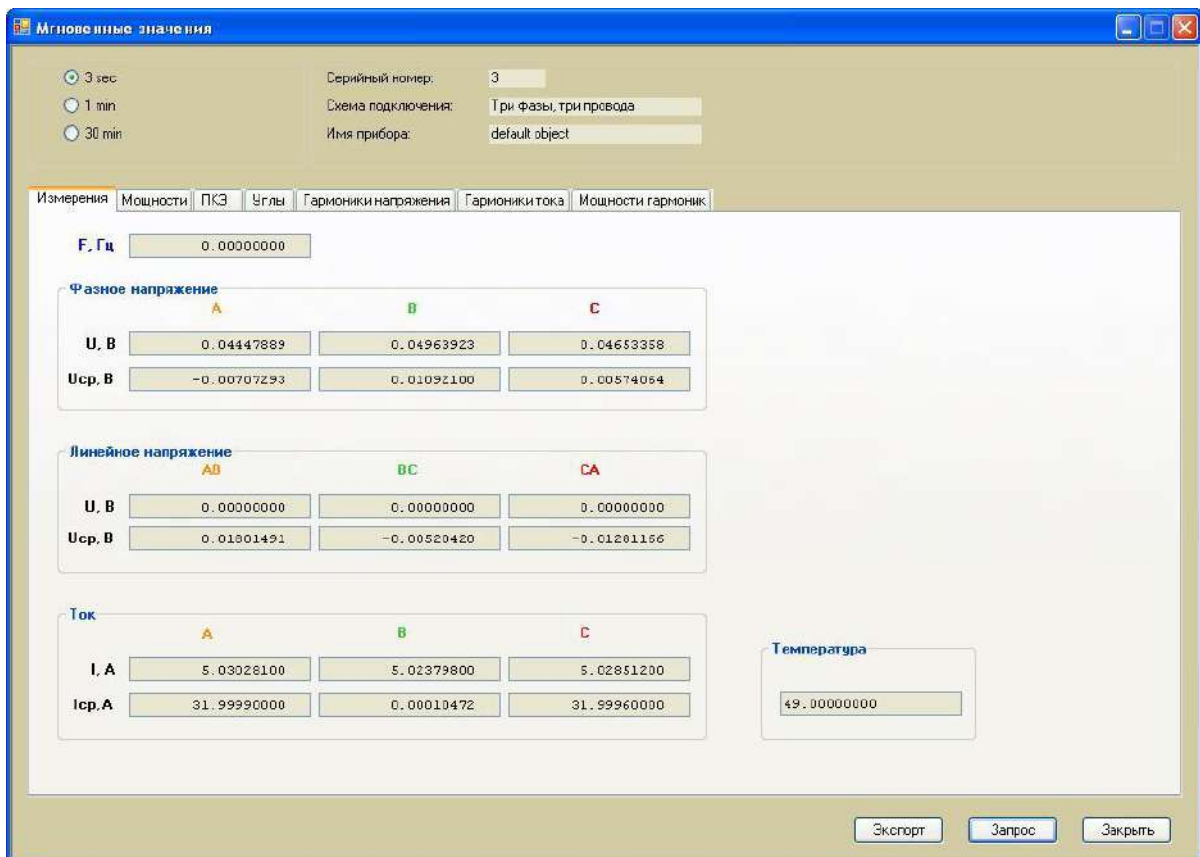 Мгновенные значения
3 sec
1 min
30 min
Серийный номер: 3
Схема подключения: Три фазы, три провода
Имя прибора: default object
Измерения Мощности ПКЭ Углы Гармоники напряжения Гармоники тока Мощности гармоник
F, Гц 0.00000000
Фазное напряжение
A B C
U, В 0.04447889 0.04963923 0.04653358
Uср, В -0.00707293 0.01092100 0.00574064
Линейное напряжение
AB BC CA
U, В 0.00000000 0.00000000 0.00000000
Uср, В 0.01801491 -0.00520420 -0.01281166
Ток
A B C
I, А 5.03028100 5.02379800 5.02851200
Iср, А 31.99990000 0.00010472 31.99960000
Температура
49.00000000
Экспорт Запрос Закрыть